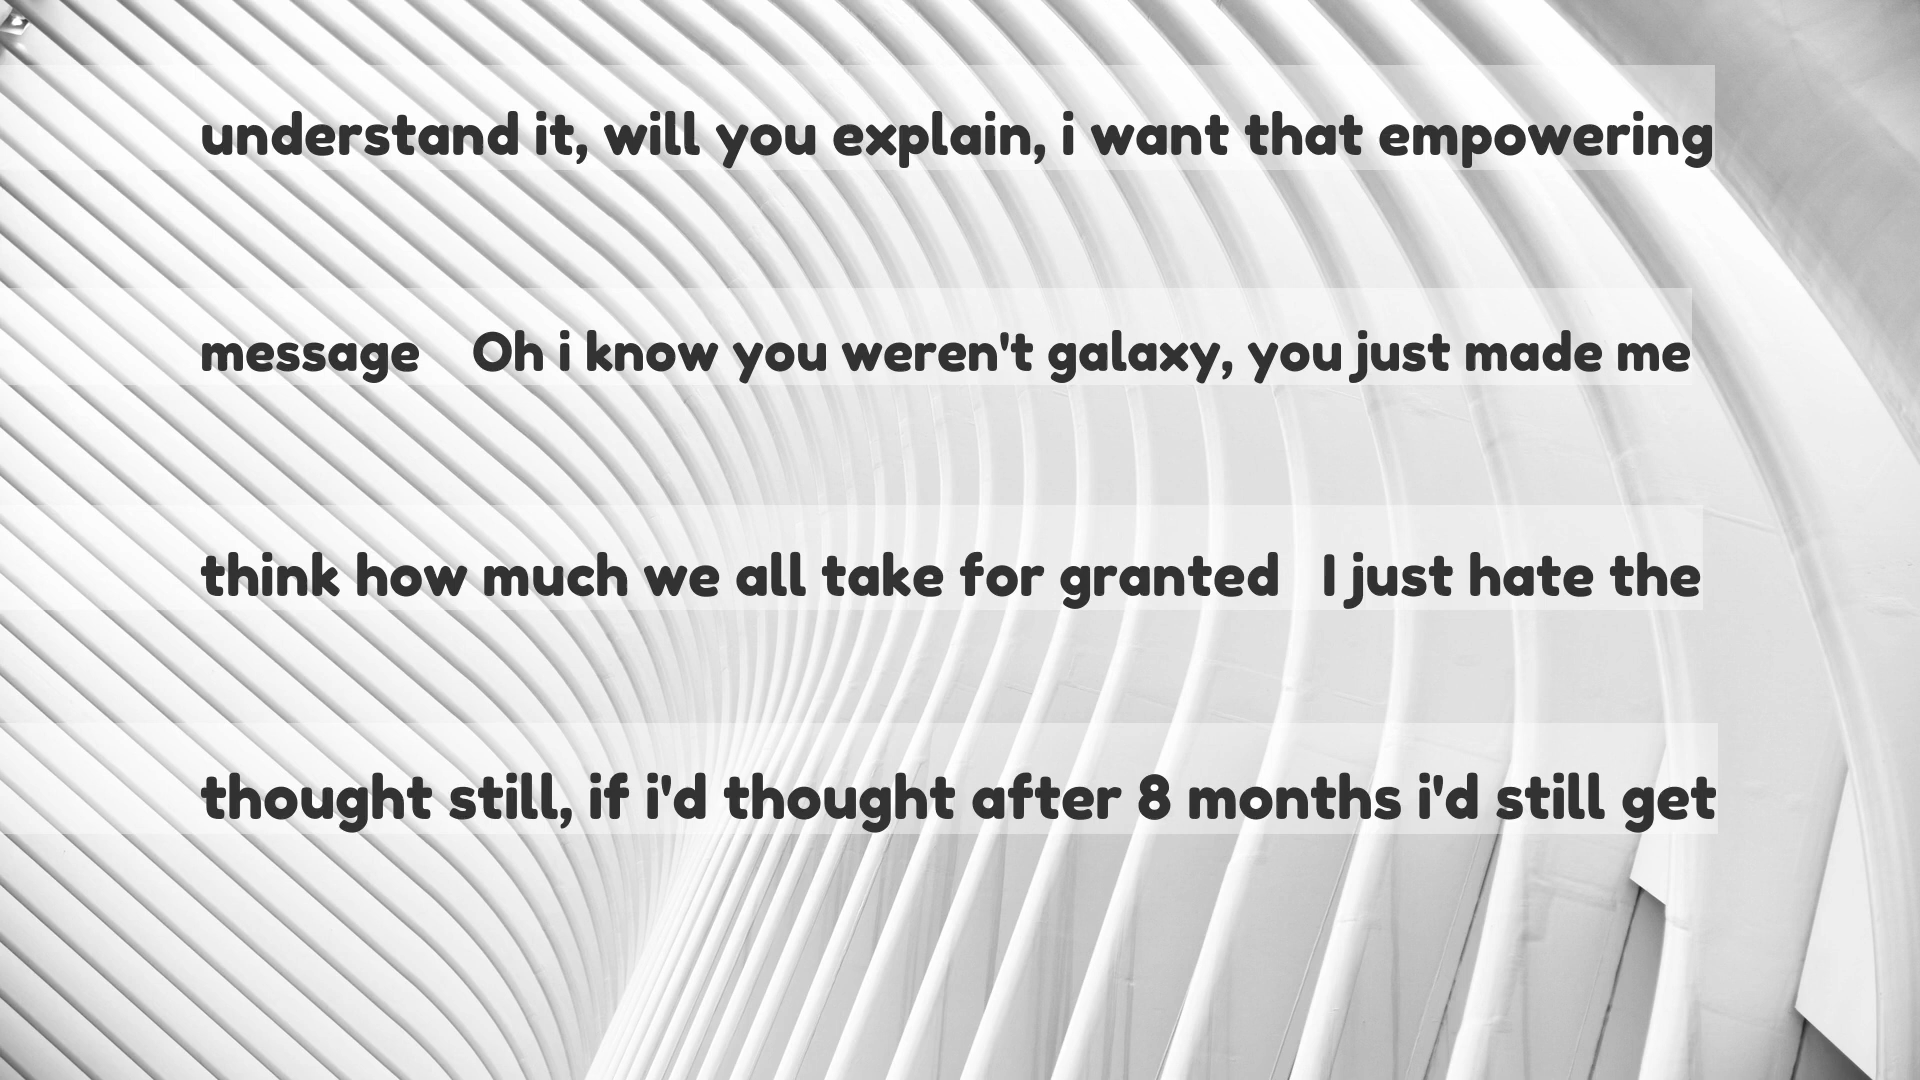 understand it, will you explain, i want that empowering
message    Oh i know you weren't galaxy, you just made me
think how much we all take for granted   I just hate the
thought still, if i'd thought after 8 months i'd still get